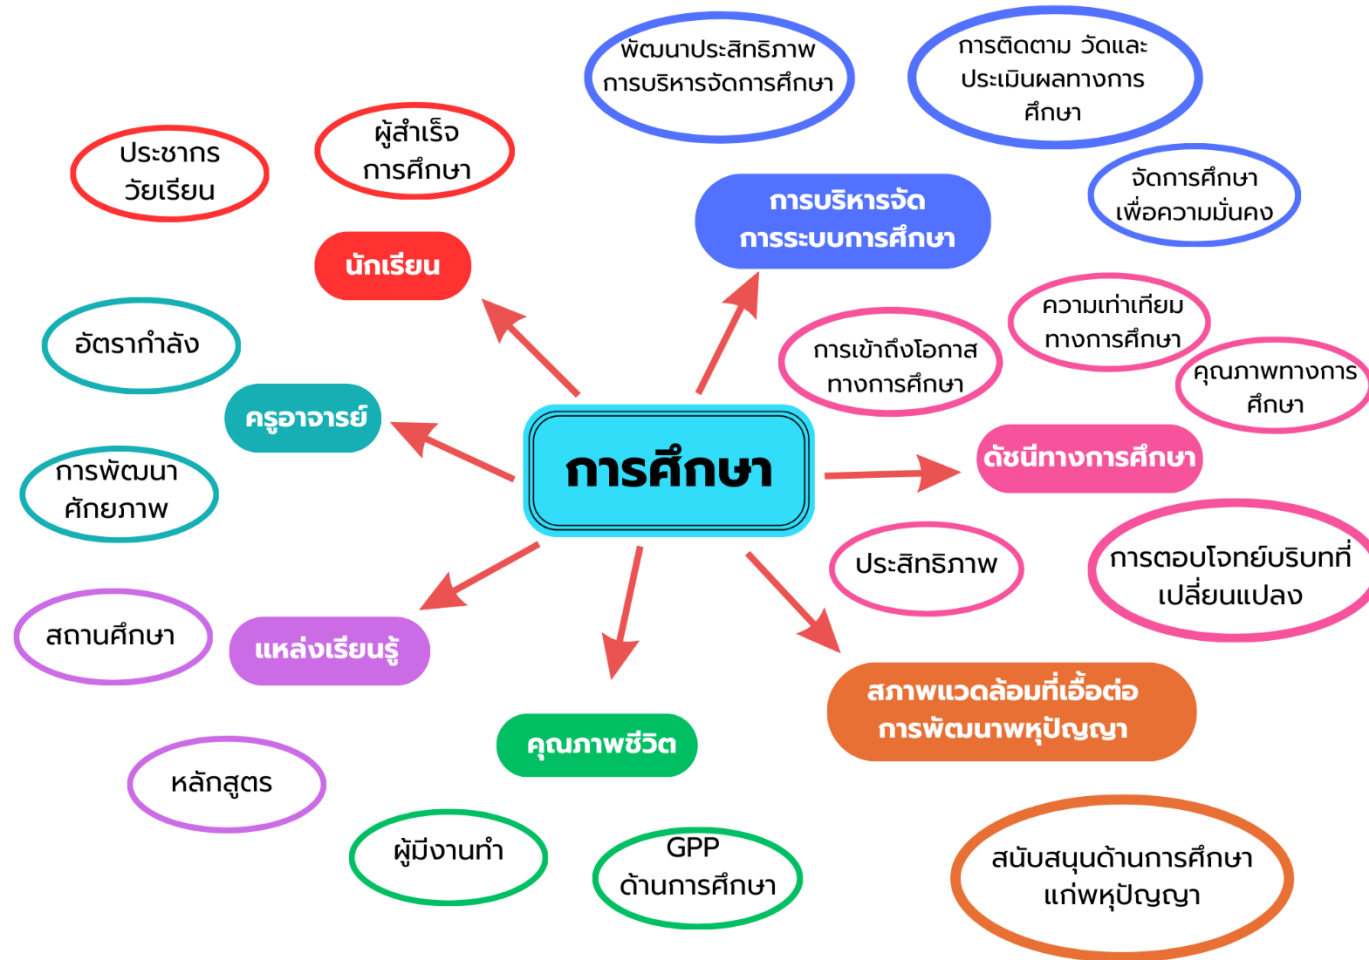 พัฒนาประสิทธิภาพ
การบริหารจัดการศึกษา
การติดตาม วัดและ
ประเมินผลทางการ
ศึกษา
จัดการศึกษา
เพื่อความมั่นคง
การบริหารจัด
การระบบการศึกษา
ผู้สำเร็จ
การศึกษา
ประชากร
วัยเรียน
นักเรียน
อัตรากำลัง
ครูอาจารย์
การพัฒนา
ศักยภาพ
การศึกษา
ความเท่าเทียม
ทางการศึกษา
การเข้าถึงโอกาส
ทางการศึกษา
คุณภาพทางการ
ศึกษา
ดัชนีทางการศึกษา
ประสิทธิภาพ
การตอบโจทย์บริบทที่
เปลี่ยนแปลง
สถานศึกษา
แหล่งเรียนรู้
หลักสูตร
คุณภาพชีวิต
ผู้มีงานทำ
GPP
ด้านการศึกษา
สภาพแวดล้อมที่เอื้อต่อ
การพัฒนาพหุปัญญา
สนับสนุนด้านการศึกษา
แก่พหุปัญญา